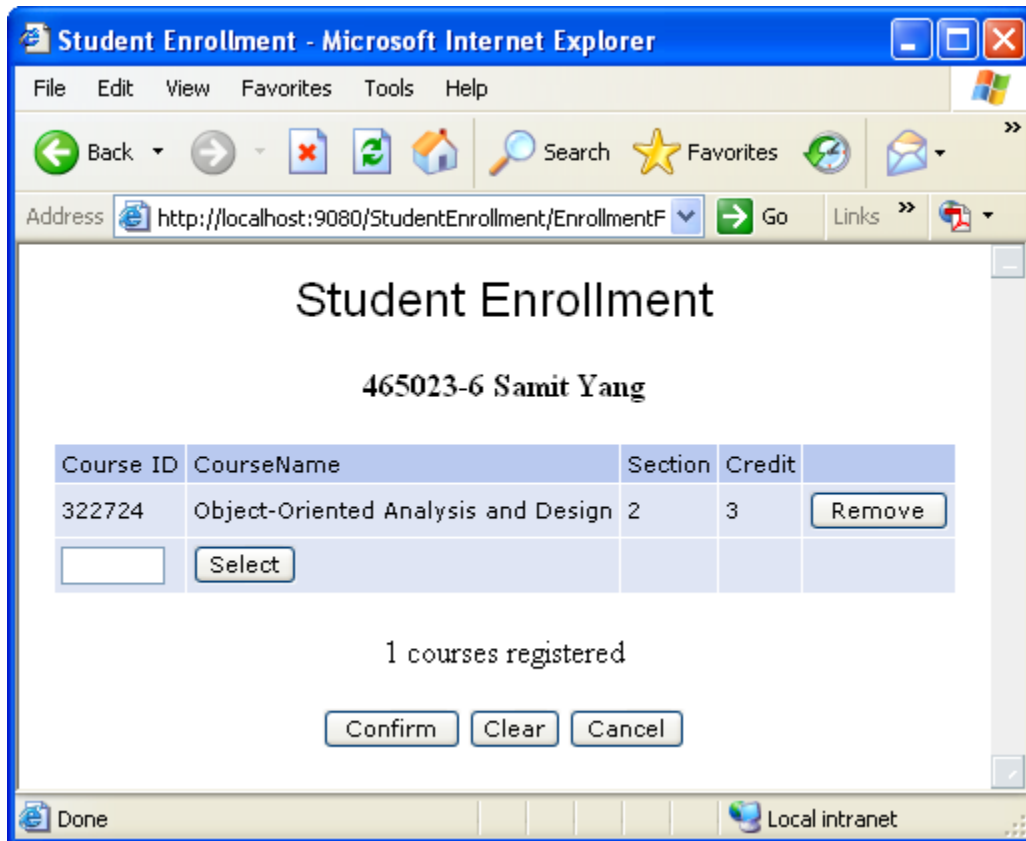 Student Enrollment - Microsoft Internet Explorer
File Edit View Favorites Tools Help
Back Search Favorites »
Address http://localhost:9080/StudentEnrollment/EnrollmentF Go Links »
Student Enrollment
465023-6 Samit Yang
Course ID CourseName Section Credit
322724 Object-Oriented Analysis and Design 2 3 Remove
Select
1 courses registered
Confirm Clear Cancel
Done Local intranet